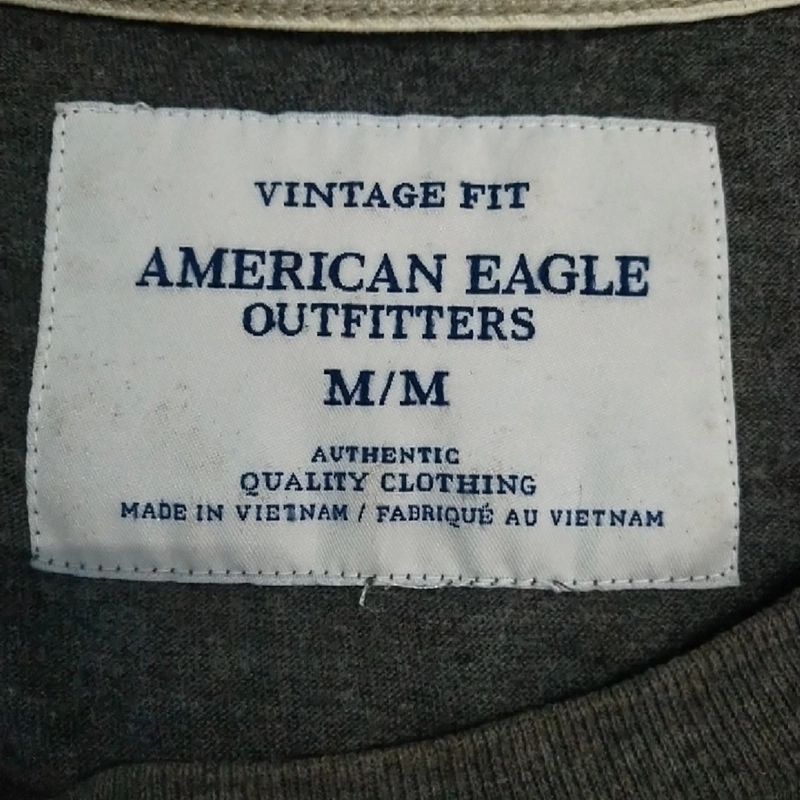 VINTAGE FIT
AMERICAN EAGLE
OUTFITTERS
M/M
AUTHENTIC
QUALITY CLOTHING
MADE IN VIETNAM / FABRIQUÉ AU VIETNAM